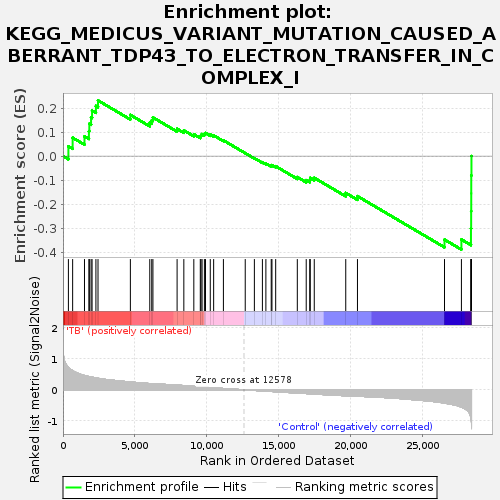 Enrichment plot:
KEGG_MEDICUS_VARIANT_MUTATION_CAUSED_A
BERRANT_TDP43_TO_ELECTRON_TRANSFER_IN_C
OMPLEX_I
Enrichment score (ES)
0.2
0.1
0.0
-0.1
-0.2
-0.3
-0.4
Ranked list metric (Signal2Noise)
'TB' (positively correlated)
2
1
0
-1
Zero cross at 12578
'Control' (negatively correlated)
0
5,000
10,000
15,000
20,000
25,000
Rank in Ordered Dataset
Enrichment profile
Hits
Ranking metric scores